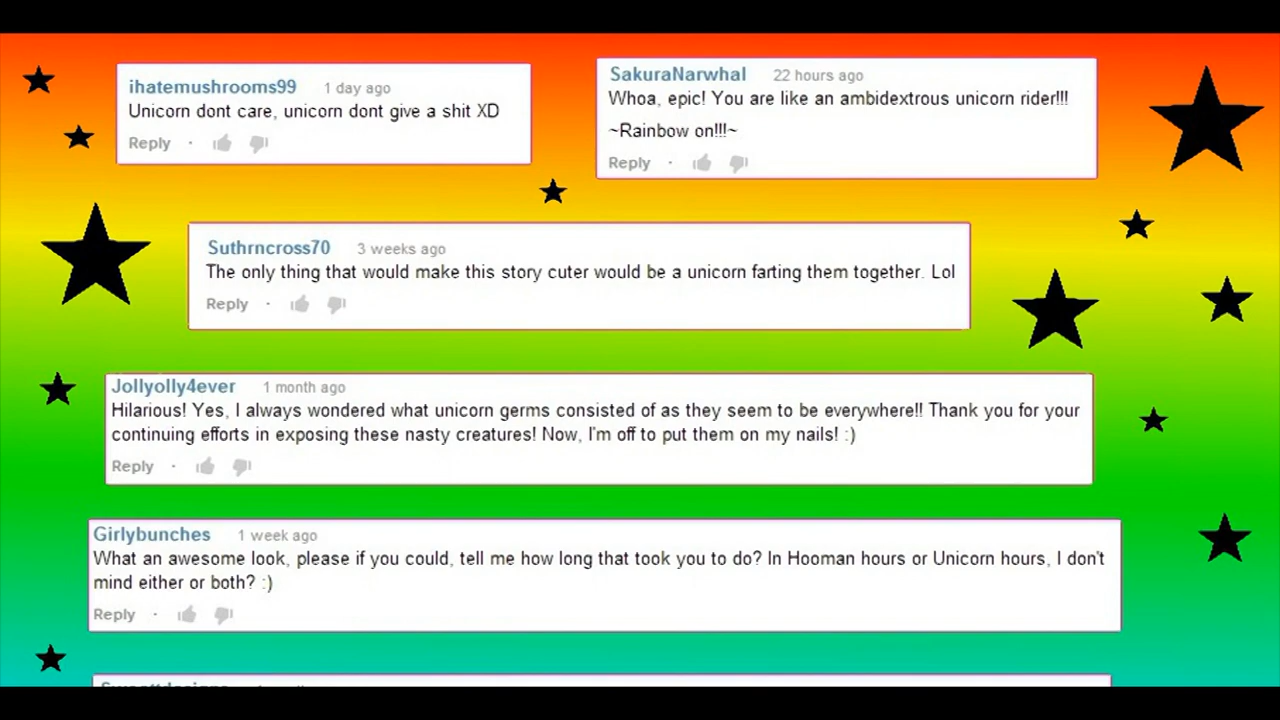 ihatemushrooms99 1 day ago
Unicorn dont care, unicorn dont give a shit XD
Reply ·
SakuraNarwhal 22 hours ago
Whoa, epic! You are like an ambidextrous unicorn rider!!!
~Rainbow on!!!~
Reply ·
Suthrncross70 3 weeks ago
The only thing that would make this story cuter would be a unicorn farting them together. Lol
Reply ·
Jollyolly4ever 1 month ago
Hilarious! Yes, I always wondered what unicorn germs consisted of as they seem to be everywhere!! Thank you for your
continuing efforts in exposing these nasty creatures! Now, I'm off to put them on my nails! :)
Reply ·
Girlybunches 1 week ago
What an awesome look, please if you could, tell me how long that took you to do? In Hooman hours or Unicorn hours, I don't
mind either or both? :)
Reply ·